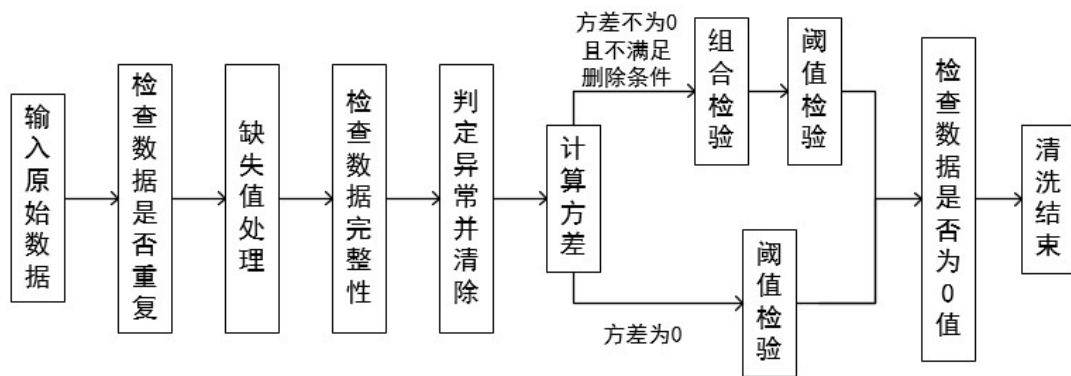 输入原始数据
检查数据是否重复
缺失值处理
检查数据完整性
判定异常并清除
计算方差
方差不为0
且不满足
删除条件
组合检验
阈值检验
方差为0
阈值检验
检查数据是否为0值
清洗结束